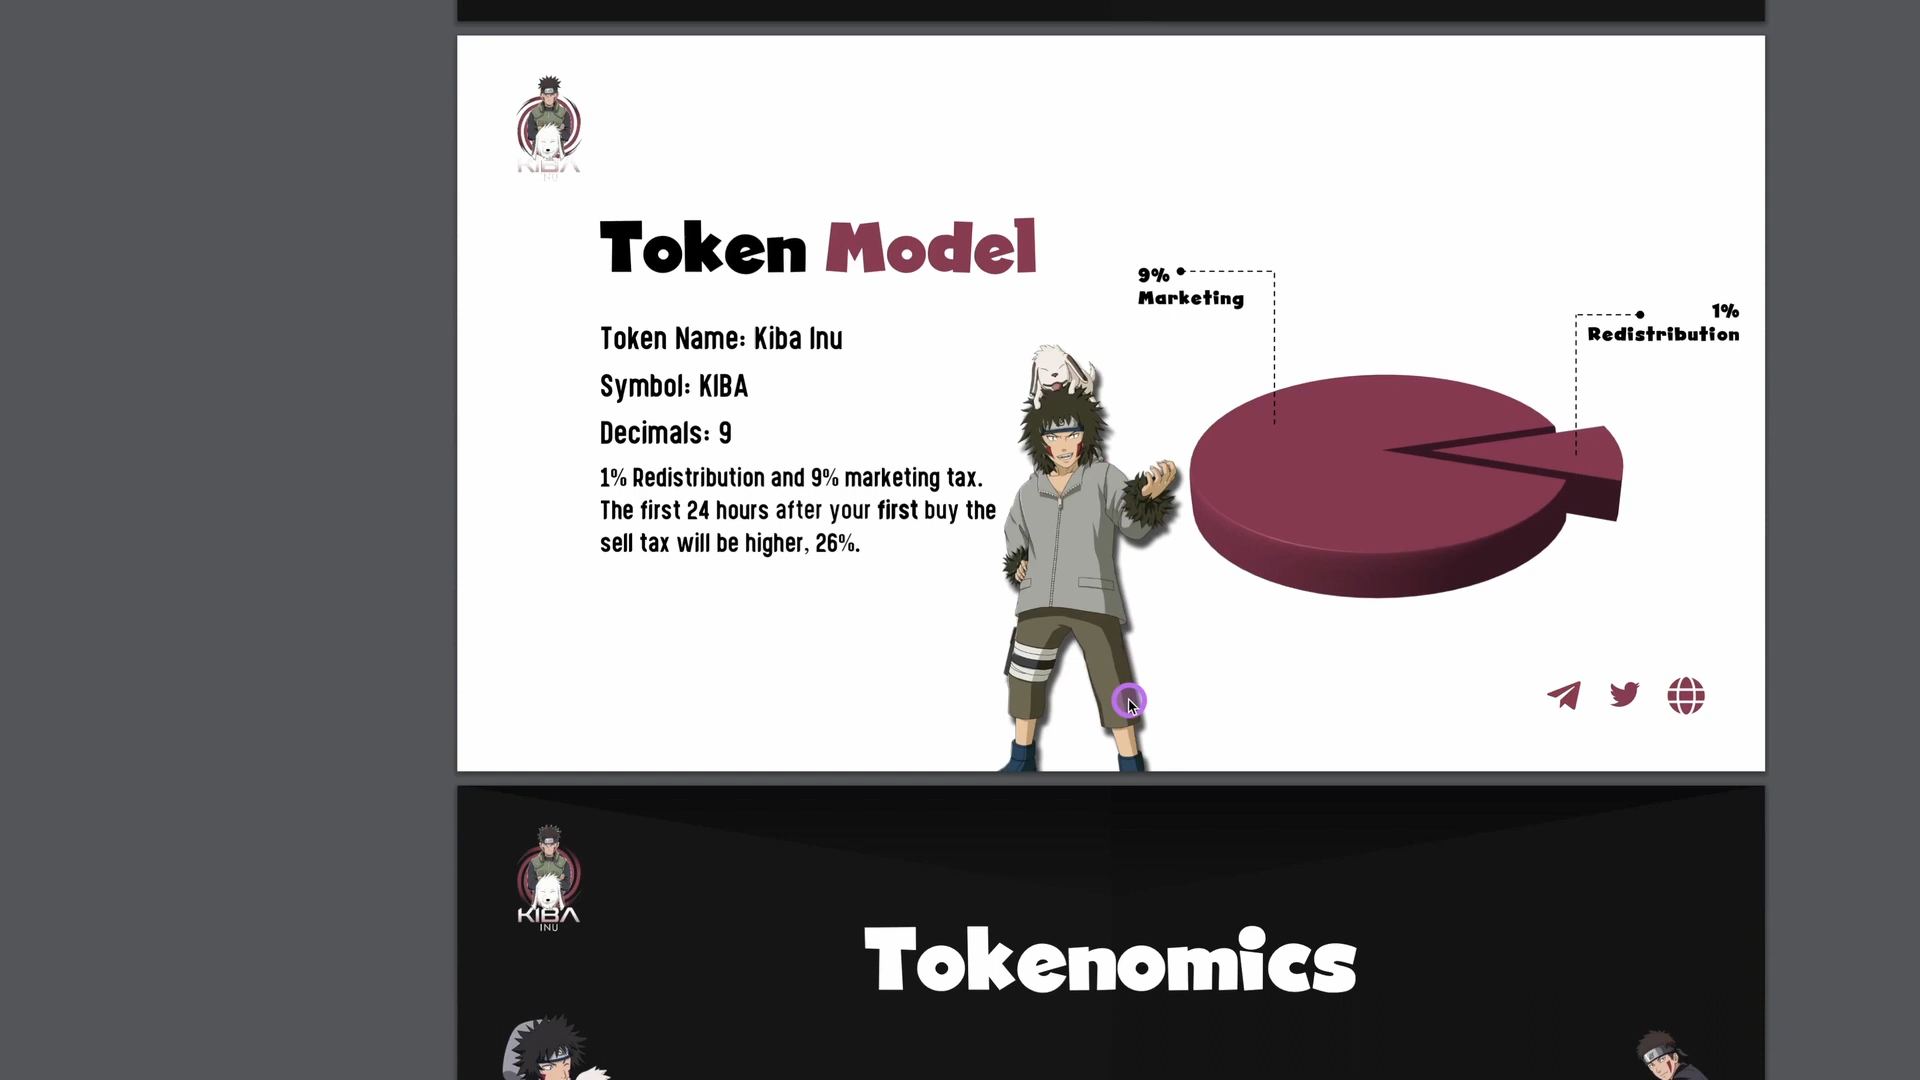 KIBA
INU
Token Model
9%
Marketing
1%
Redistribution
Token Name: Kiba Inu
Symbol: KIBA
Decimals: 9
1% Redistribution and 9% marketing tax.
The first 24 hours after your first buy the
sell tax will be higher, 26%.
KIBA
INU
Tokenomics